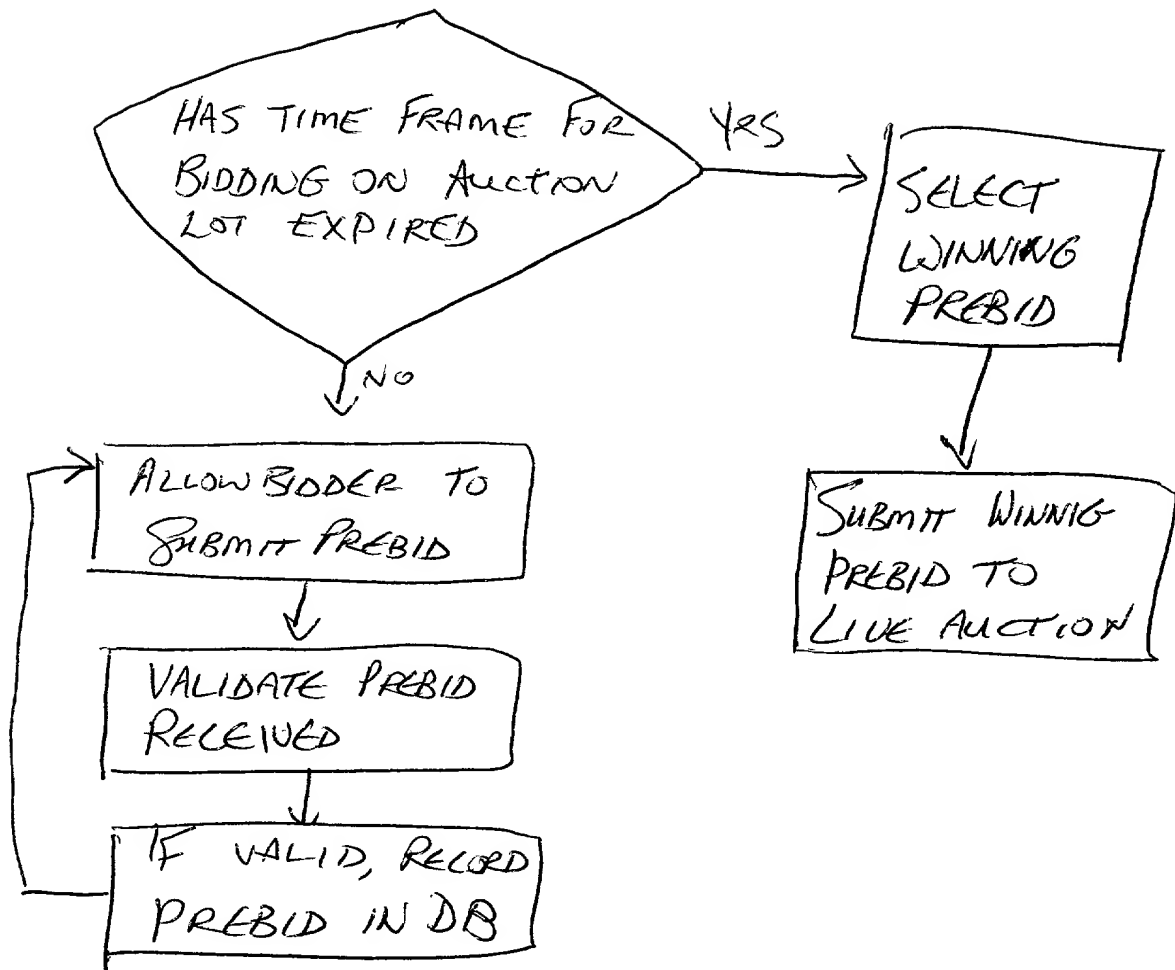 HAS TIME FRAME FOR
BIDDING ON AUCTION
LOT EXPIRED
YES
SELECT
WINNING
PREBID
NO
ALLOW BIDDER TO
SUBMIT PREBID
SUBMIT WINNIG
PREBID TO
LIVE AUCTION
VALIDATE PREBID
RECEIVED
IF VALID, RECORD
PREBID IN DB